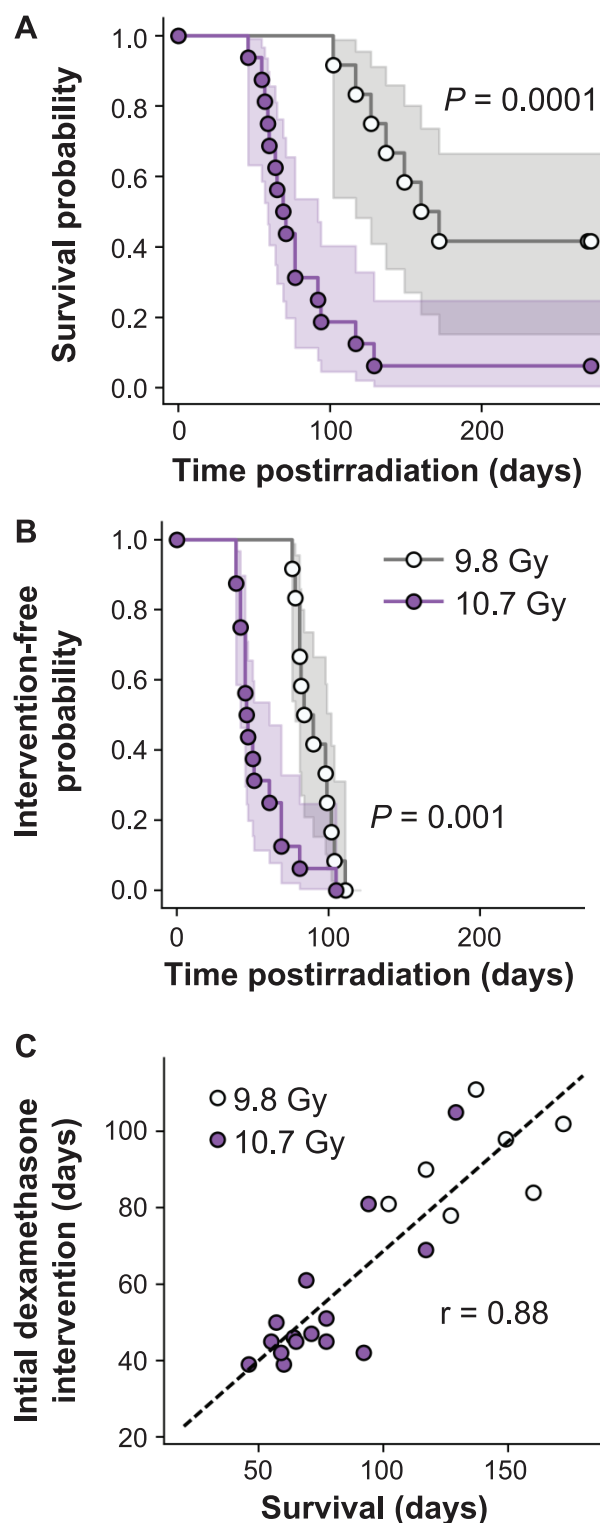 A
1.0
0.8
0.6
0.4
0.2
0.0
Survival probability
P = 0.0001
0
100
200
Time postirradiation (days)
B
1.0
0.8
0.6
0.4
0.2
0.0
Intervention-free
probability
9.8 Gy
10.7 Gy
P = 0.001
0
100
200
Time postirradiation (days)
C
100
80
60
40
20
Intial dexamethasone
intervention (days)
9.8 Gy
10.7 Gy
r = 0.88
50
100
150
Survival (days)